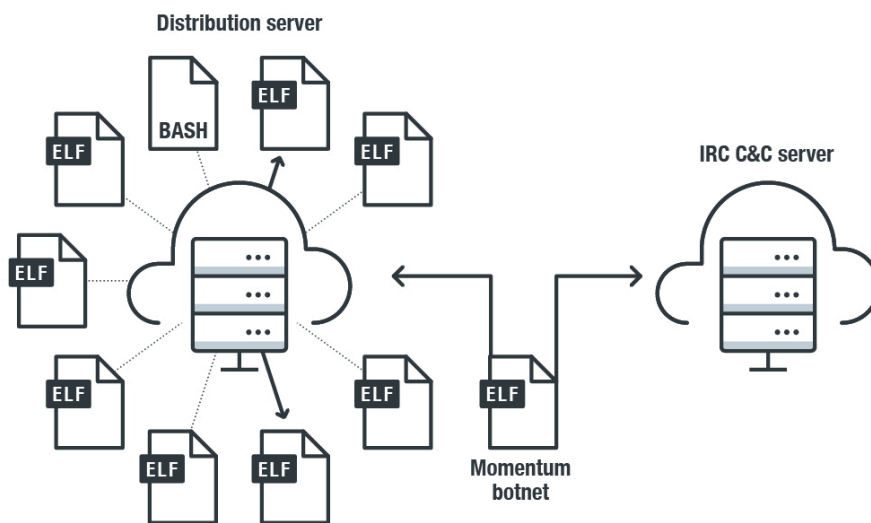 Distribution server
BASH
ELF
ELF
ELF
IRC C&C server
ELF
ELF
ELF
ELF
ELF
ELF
ELF
Momentum
botnet